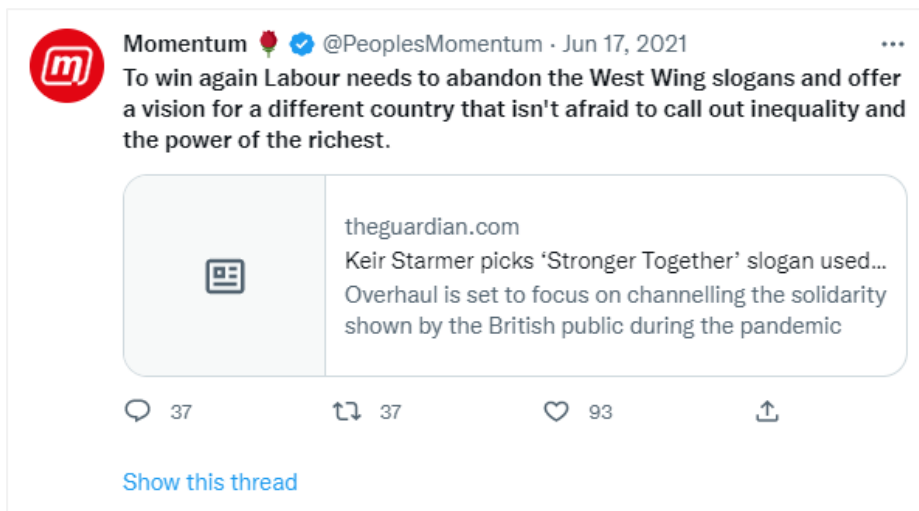 Momentum 🌹 @PeoplesMomentum · Jun 17, 2021
To win again Labour needs to abandon the West Wing slogans and offer
a vision for a different country that isn't afraid to call out inequality and
the power of the richest.
theguardian.com
Keir Starmer picks ‘Stronger Together’ slogan used...
Overhaul is set to focus on channelling the solidarity
shown by the British public during the pandemic
37 37 93
Show this thread